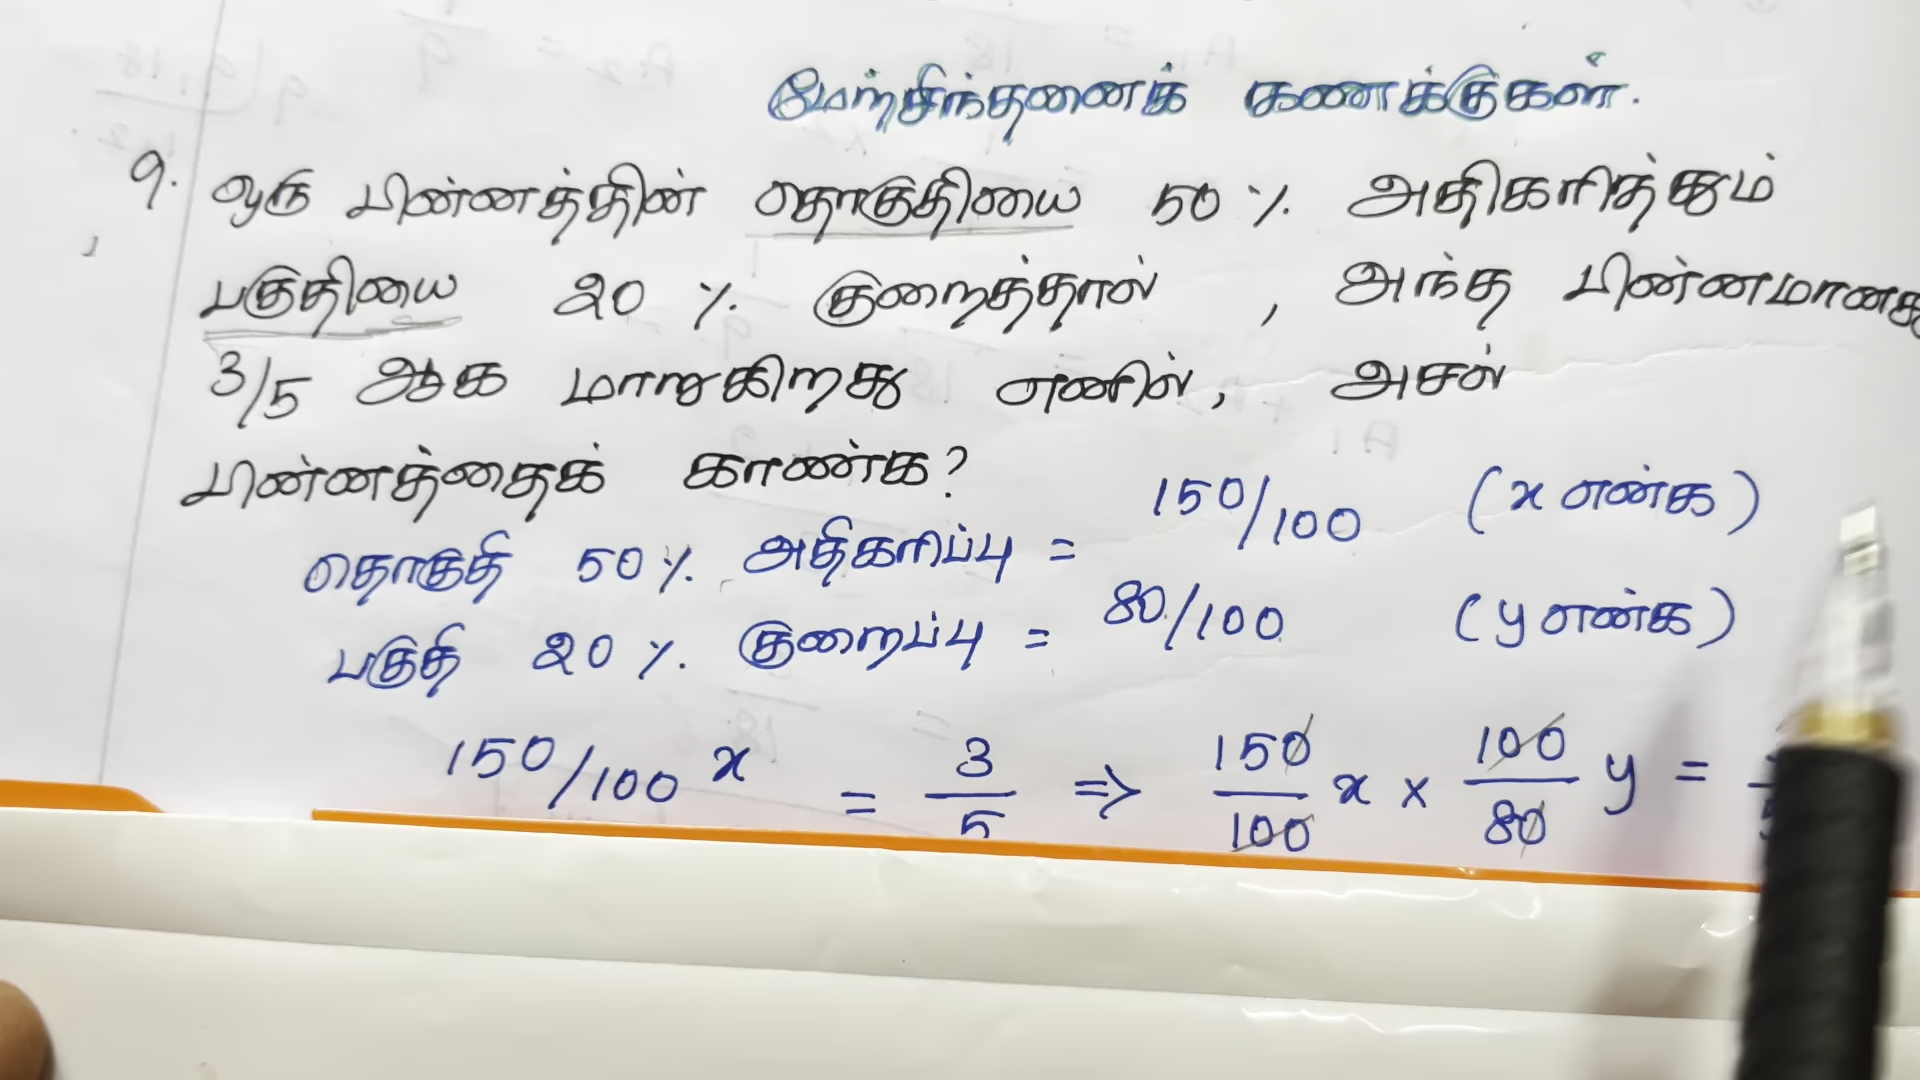 மேற்சிந்தனைக் கணக்குகள்.
9. ஒரு பின்னத்தின் தொகுதியை 50 %. அதிகரித்தும்
பகுதியை 20 %. குறைத்தால் , அந்த பின்னமானது
3/5 ஆக மாறுகிறது எனில், அசல்
பின்னத்தைக் காண்க?
தொகுதி 50 %. அதிகரிப்பு = 150/100 (x என்க)
பகுதி 20 %. குறைப்பு = 80/100 (y என்க)
150/100 x = 3/5 => 150/100 x × 100/80 y =